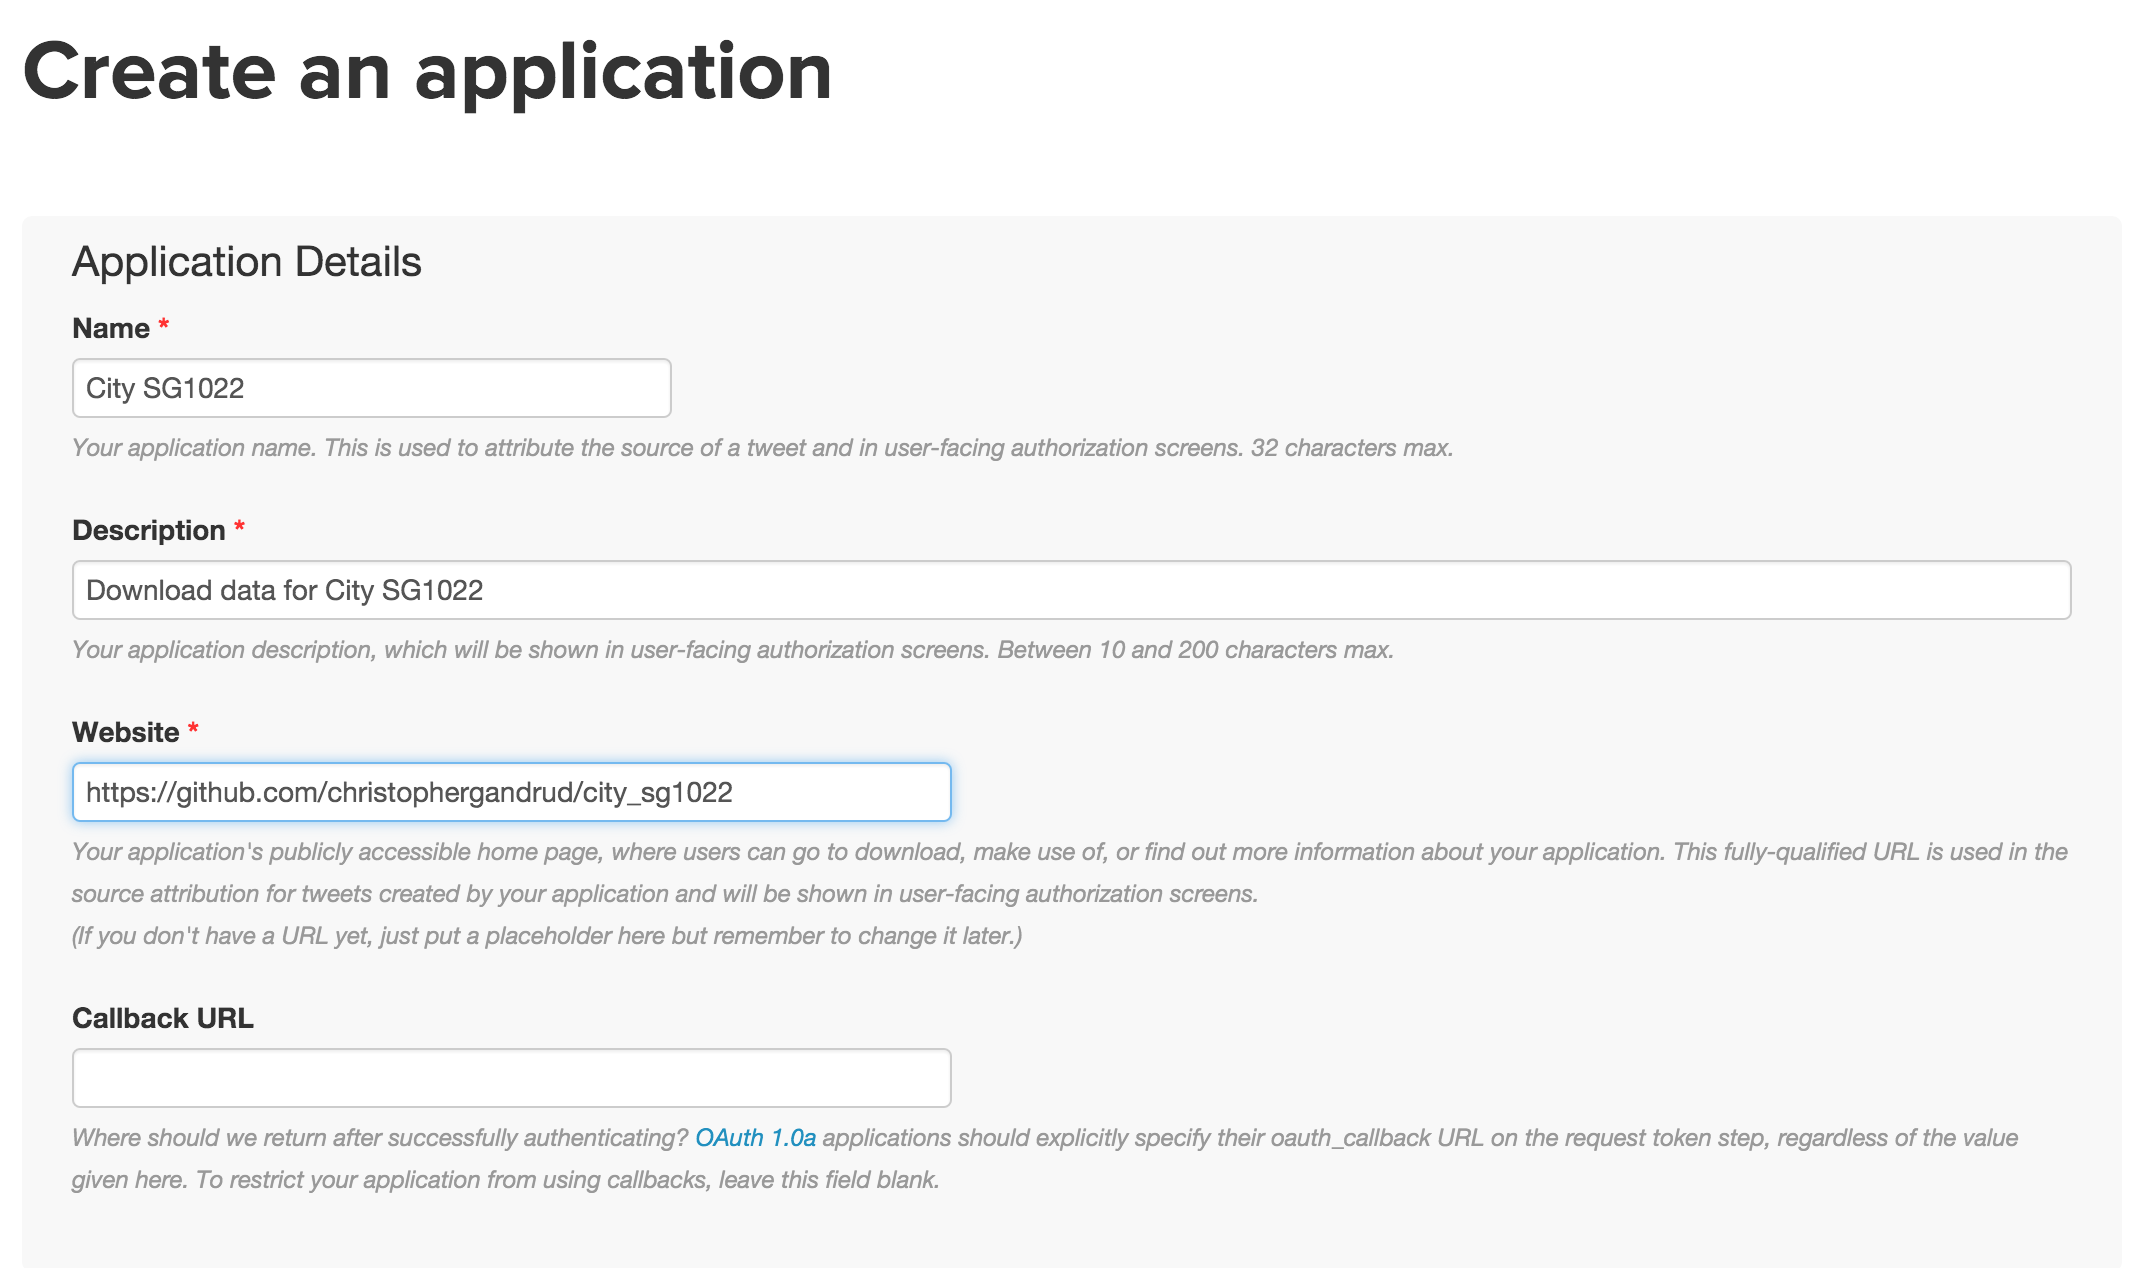 Create an application
Application Details
Name *
City SG1022
Your application name. This is used to attribute the source of a tweet and in user-facing authorization screens. 32 characters max.
Description *
Download data for City SG1022
Your application description, which will be shown in user-facing authorization screens. Between 10 and 200 characters max.
Website *
https://github.com/christophergandrud/city_sg1022
Your application's publicly accessible home page, where users can go to download, make use of, or find out more information about your application. This fully-qualified URL is used in the
source attribution for tweets created by your application and will be shown in user-facing authorization screens.
(If you don't have a URL yet, just put a placeholder here but remember to change it later.)
Callback URL
Where should we return after successfully authenticating? OAuth 1.0a applications should explicitly specify their oauth_callback URL on the request token step, regardless of the value
given here. To restrict your application from using callbacks, leave this field blank.